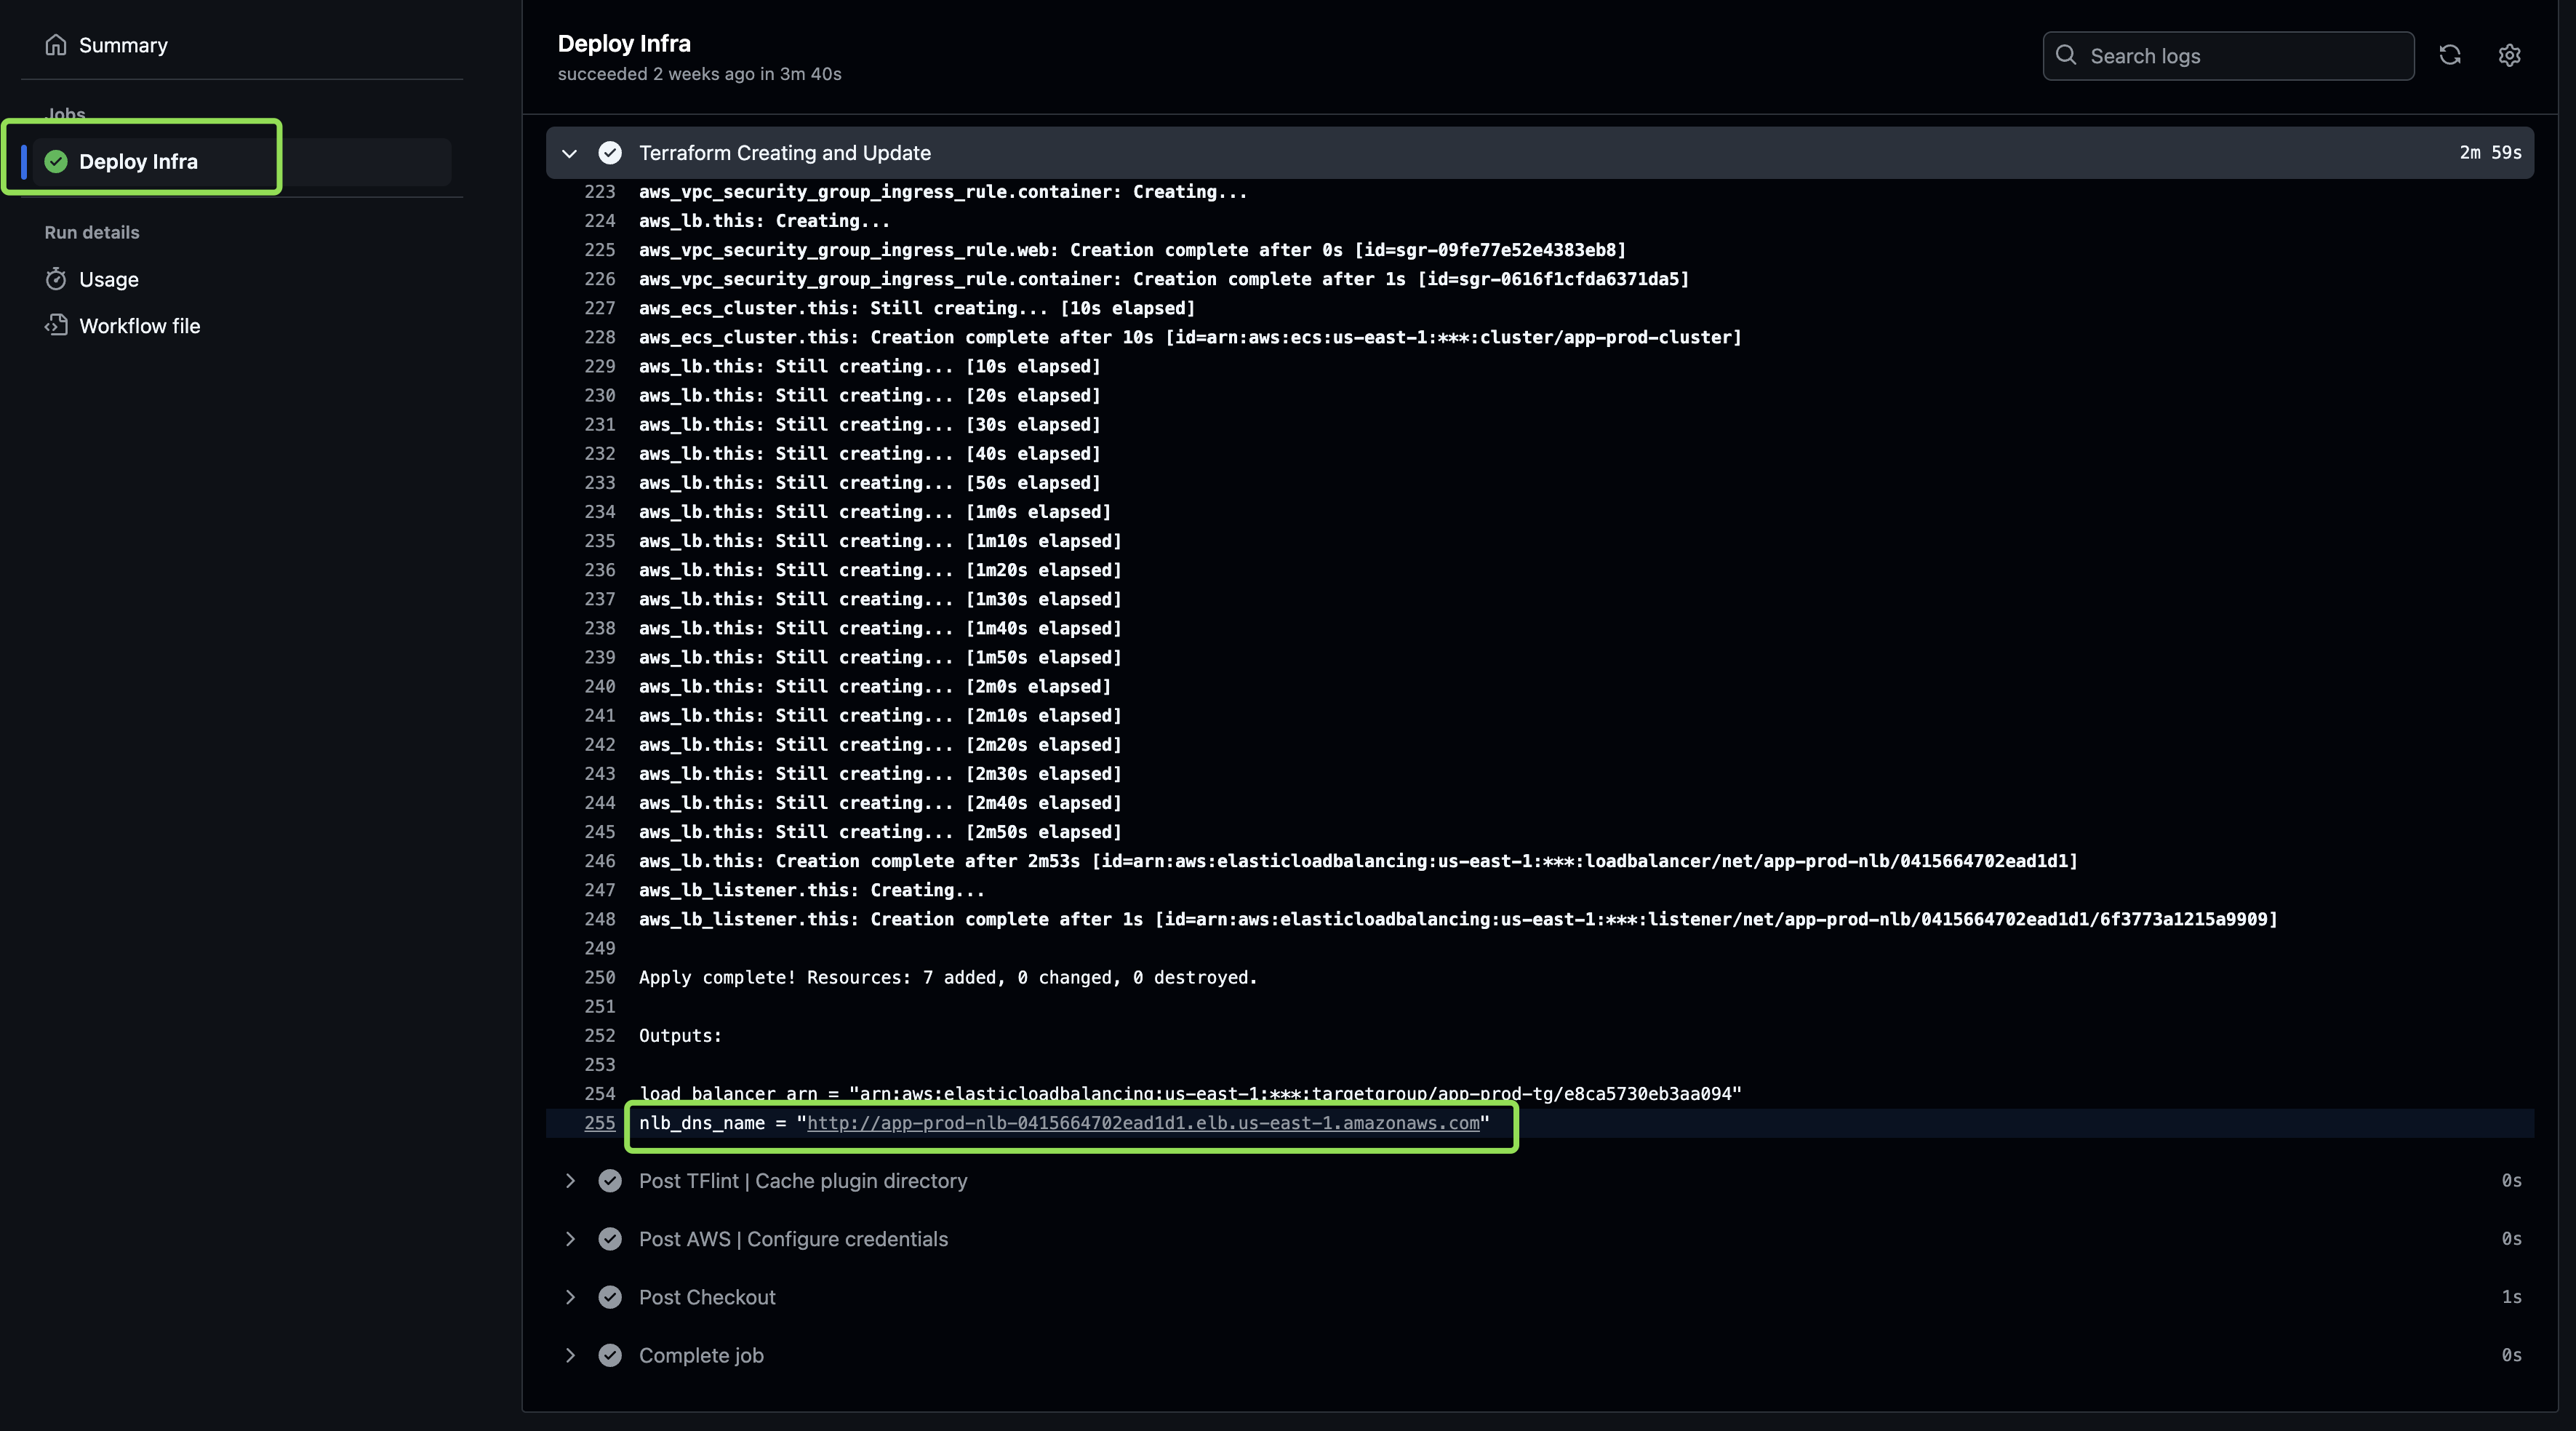 Summary
Jobs
Deploy Infra
Run details
Usage
Workflow file
Deploy Infra
succeeded 2 weeks ago in 3m 40s
Search logs
Terraform Creating and Update 2m 59s
223 aws_vpc_security_group_ingress_rule.container: Creating...
224 aws_lb.this: Creating...
225 aws_vpc_security_group_ingress_rule.web: Creation complete after 0s [id=sgr-09fe77e52e4383eb8]
226 aws_vpc_security_group_ingress_rule.container: Creation complete after 1s [id=sgr-0616f1cfda6371da5]
227 aws_ecs_cluster.this: Still creating... [10s elapsed]
228 aws_ecs_cluster.this: Creation complete after 10s [id=arn:aws:ecs:us-east-1:***:cluster/app-prod-cluster]
229 aws_lb.this: Still creating... [10s elapsed]
230 aws_lb.this: Still creating... [20s elapsed]
231 aws_lb.this: Still creating... [30s elapsed]
232 aws_lb.this: Still creating... [40s elapsed]
233 aws_lb.this: Still creating... [50s elapsed]
234 aws_lb.this: Still creating... [1m0s elapsed]
235 aws_lb.this: Still creating... [1m10s elapsed]
236 aws_lb.this: Still creating... [1m20s elapsed]
237 aws_lb.this: Still creating... [1m30s elapsed]
238 aws_lb.this: Still creating... [1m40s elapsed]
239 aws_lb.this: Still creating... [1m50s elapsed]
240 aws_lb.this: Still creating... [2m0s elapsed]
241 aws_lb.this: Still creating... [2m10s elapsed]
242 aws_lb.this: Still creating... [2m20s elapsed]
243 aws_lb.this: Still creating... [2m30s elapsed]
244 aws_lb.this: Still creating... [2m40s elapsed]
245 aws_lb.this: Still creating... [2m50s elapsed]
246 aws_lb.this: Creation complete after 2m53s [id=arn:aws:elasticloadbalancing:us-east-1:***:loadbalancer/net/app-prod-nlb/0415664702ead1d1]
247 aws_lb_listener.this: Creating...
248 aws_lb_listener.this: Creation complete after 1s [id=arn:aws:elasticloadbalancing:us-east-1:***:listener/net/app-prod-nlb/0415664702ead1d1/6f3773a1215a9909]
249
250 Apply complete! Resources: 7 added, 0 changed, 0 destroyed.
251
252 Outputs:
253
254 load_balancer_arn = "arn:aws:elasticloadbalancing:us-east-1:***:targetgroup/app-prod-tg/e8ca5730eb3aa094"
255 nlb_dns_name = "http://app-prod-nlb-0415664702ead1d1.elb.us-east-1.amazonaws.com"
Post TFlint | Cache plugin directory 0s
Post AWS | Configure credentials 0s
Post Checkout 1s
Complete job 0s